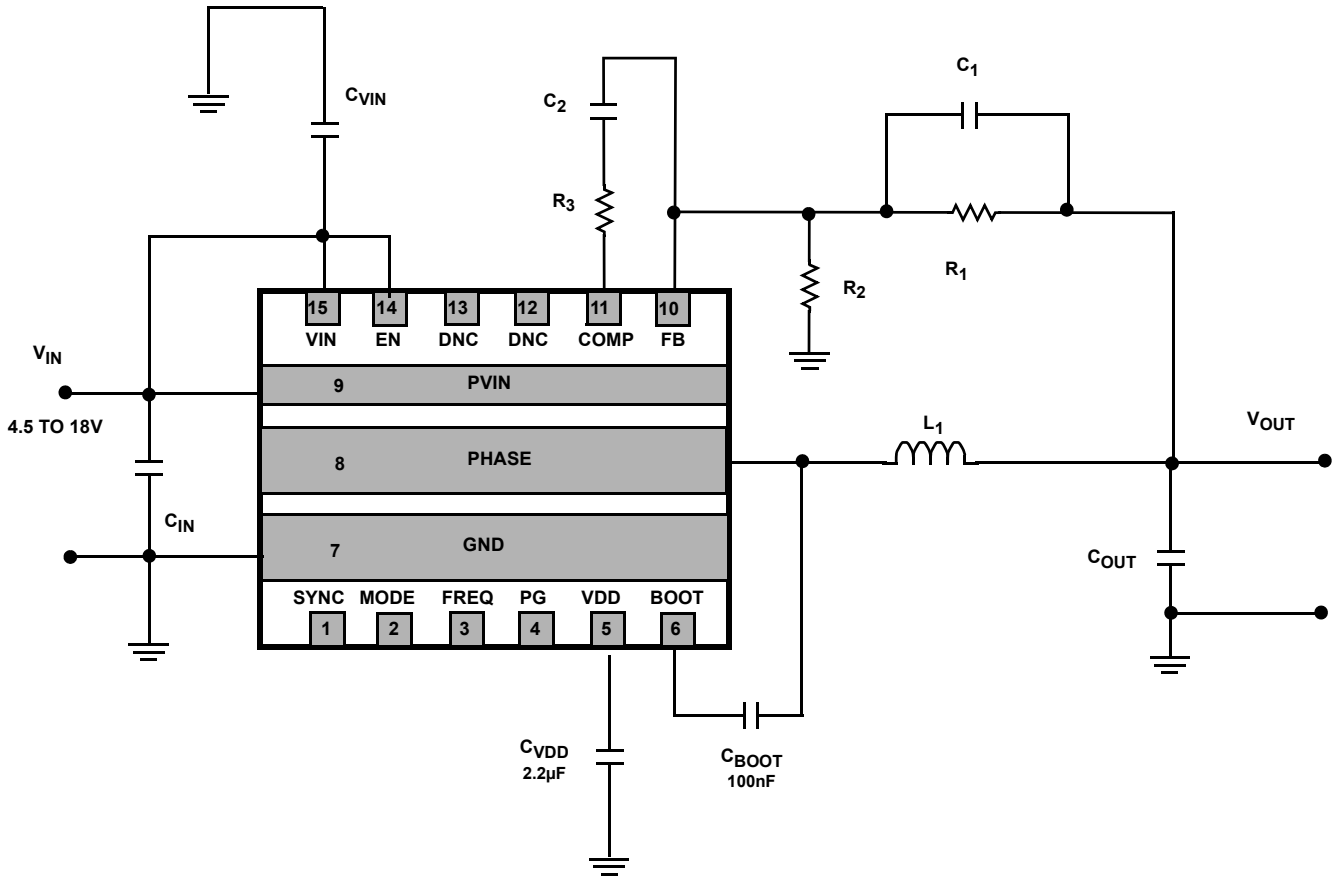 C1
CVIN
C2
R3
R1
R2
15 14 13 12 11 10
VIN EN DNC DNC COMP FB
VIN
9 PVIN
4.5 TO 18V
VOUT
L1
8 PHASE
CIN
7 GND
COUT
SYNC MODE FREQ PG VDD BOOT
1 2 3 4 5 6
CVDD
2.2µF
CBOOT
100nF